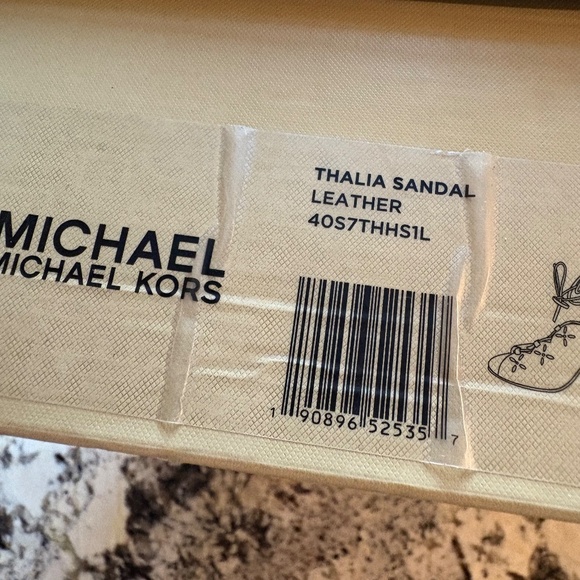 MICHAEL
MICHAEL KORS
THALIA SANDAL
LEATHER
40S7THHS1L
1 90896 52535 7